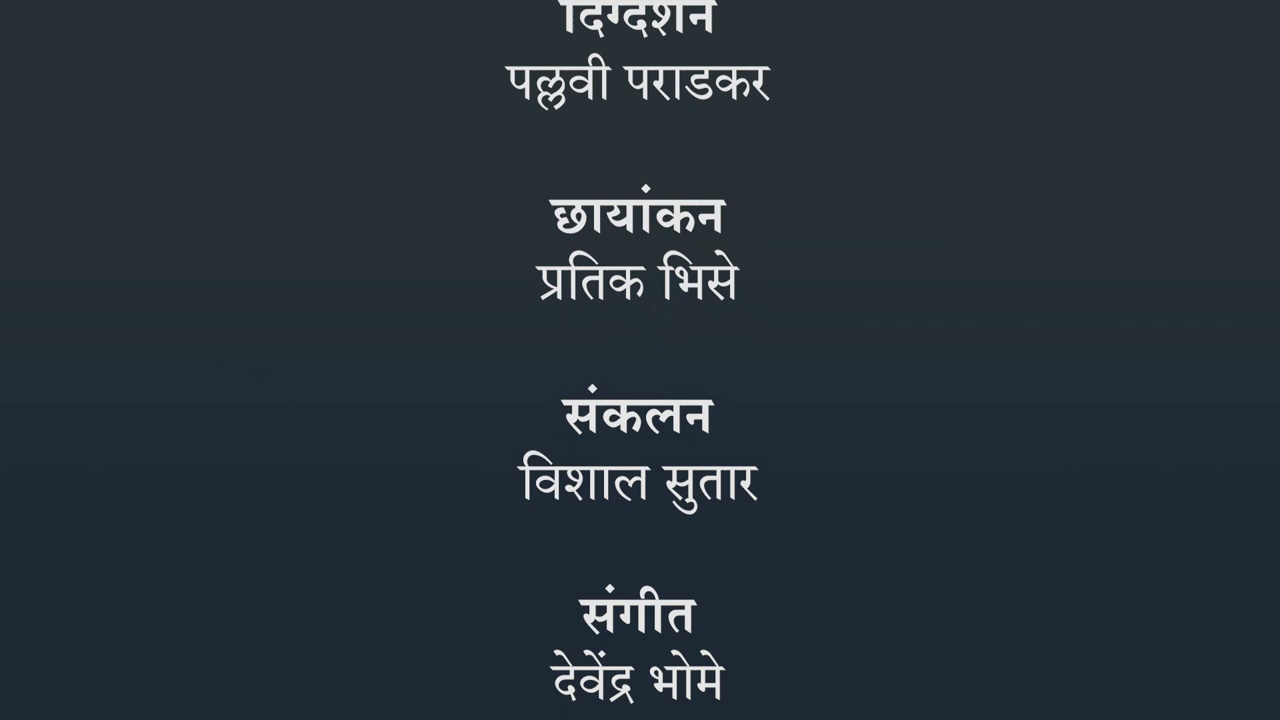 दिग्दर्शन
पल्लवी पराडकर
छायांकन
प्रतिक भिसे
संकलन
विशाल सुतार
संगीत
देवेंद्र भोमे